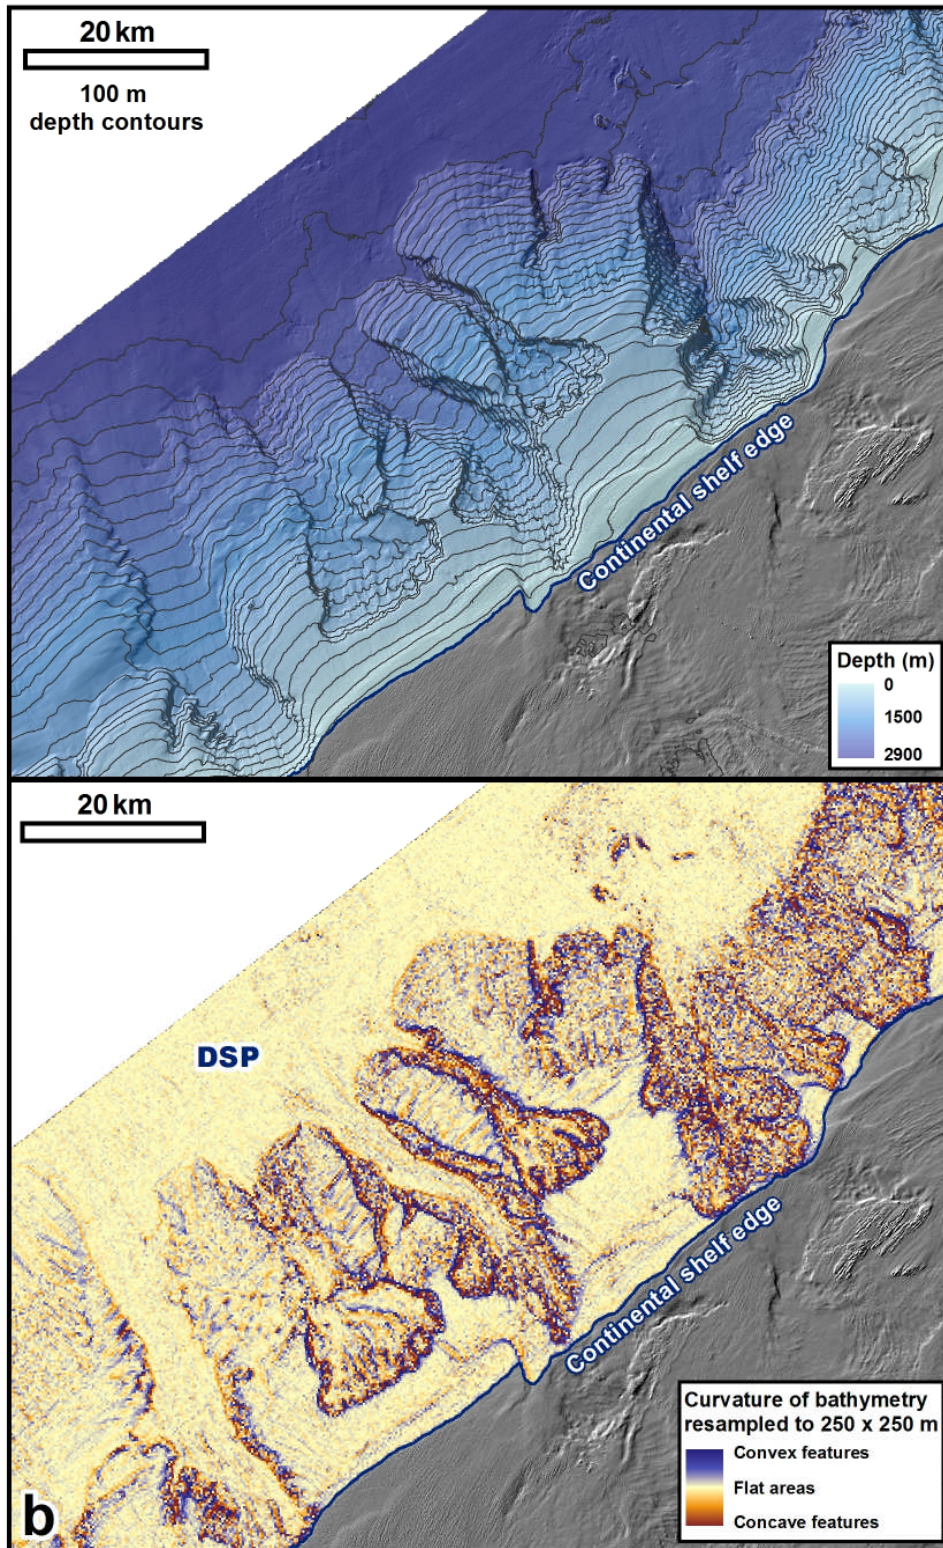 20 km
100 m
depth contours
Continental shelf edge
Depth (m)
0
1500
2900
20 km
DSP
Continental shelf edge
Curvature of bathymetry
resampled to 250 x 250 m
Convex features
Flat areas
Concave features
b